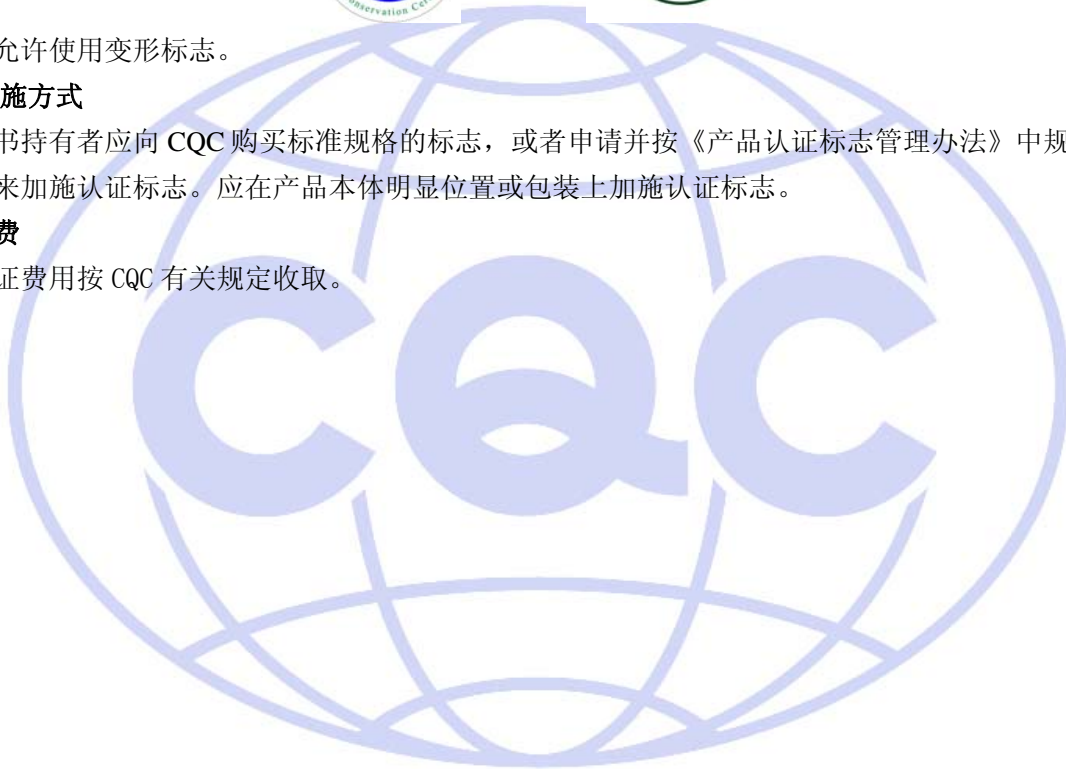 nservation Cer
允许使用变形标志。
施方式
书持有者应向 CQC 购买标准规格的标志，或者申请并按《产品认证标志管理办法》中规
来加施认证标志。应在产品本体明显位置或包装上加施认证标志。
费
证费用按 CQC 有关规定收取。
CQC